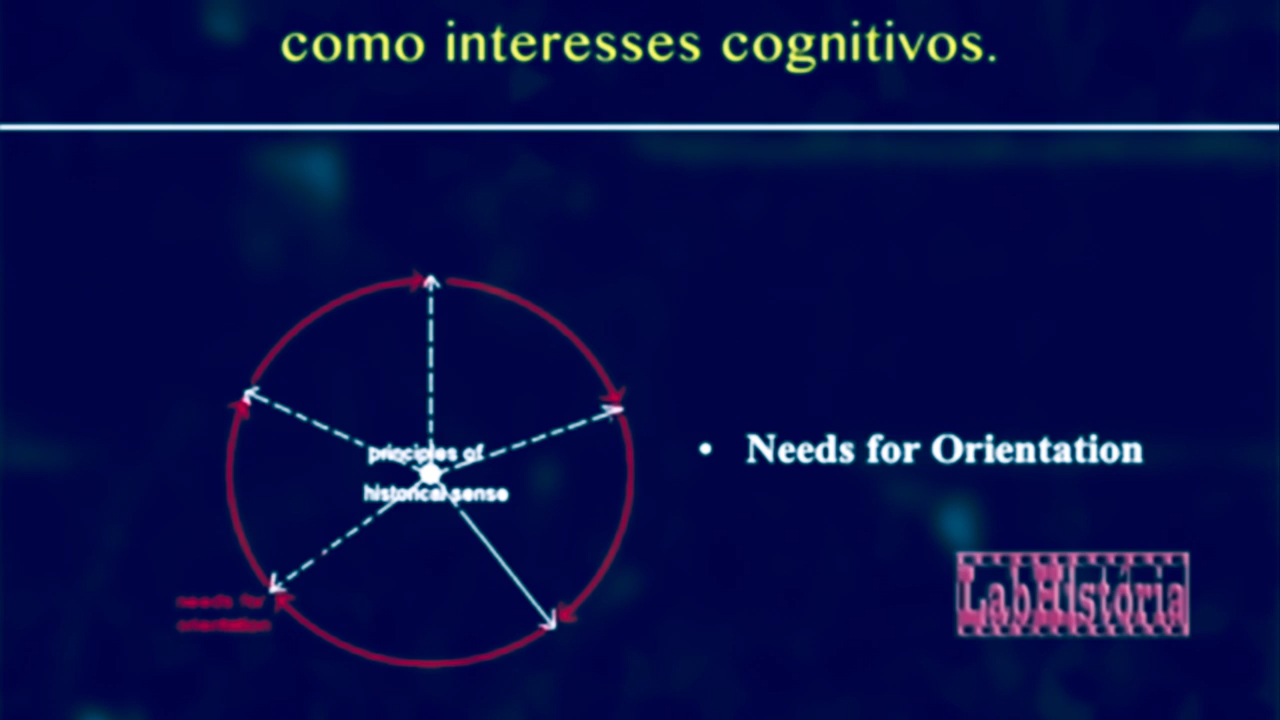 como interesses cognitivos.
principles of
historical sense
• Needs for Orientation
needs for
orientation
LabHistória